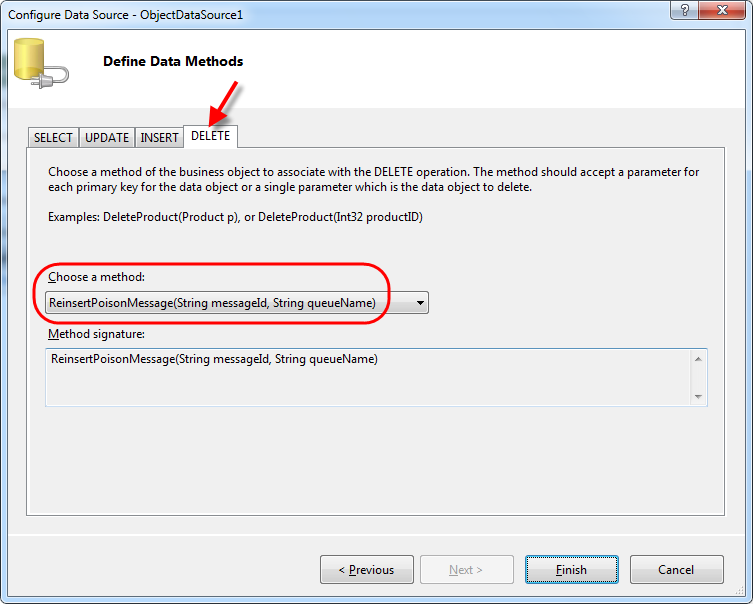 Configure Data Source - ObjectDataSource1
?
Define Data Methods
SELECT UPDATE INSERT DELETE
Choose a method of the business object to associate with the DELETE operation. The method should accept a parameter for
each primary key for the data object or a single parameter which is the data object to delete.
Examples: DeleteProduct(Product p), or DeleteProduct(Int32 productID)
Choose a method:
ReinsertPoisonMessage(String messageId, String queueName)
Method signature:
ReinsertPoisonMessage(String messageId, String queueName)
< Previous Next > Finish Cancel